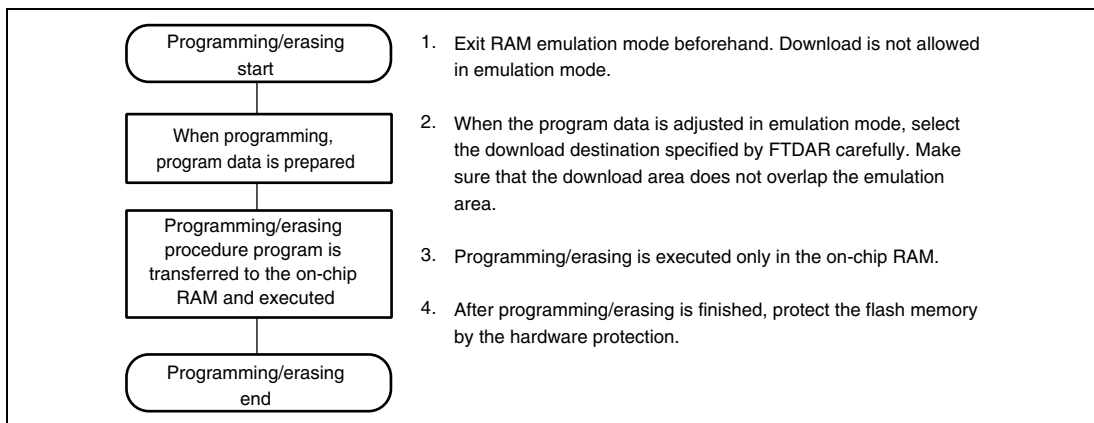 Programming/erasing
start
When programming,
program data is prepared
Programming/erasing
procedure program is
transferred to the on-chip
RAM and executed
Programming/erasing
end
1. Exit RAM emulation mode beforehand. Download is not allowed
in emulation mode.
2. When the program data is adjusted in emulation mode, select
the download destination specified by FTDAR carefully. Make
sure that the download area does not overlap the emulation
area.
3. Programming/erasing is executed only in the on-chip RAM.
4. After programming/erasing is finished, protect the flash memory
by the hardware protection.